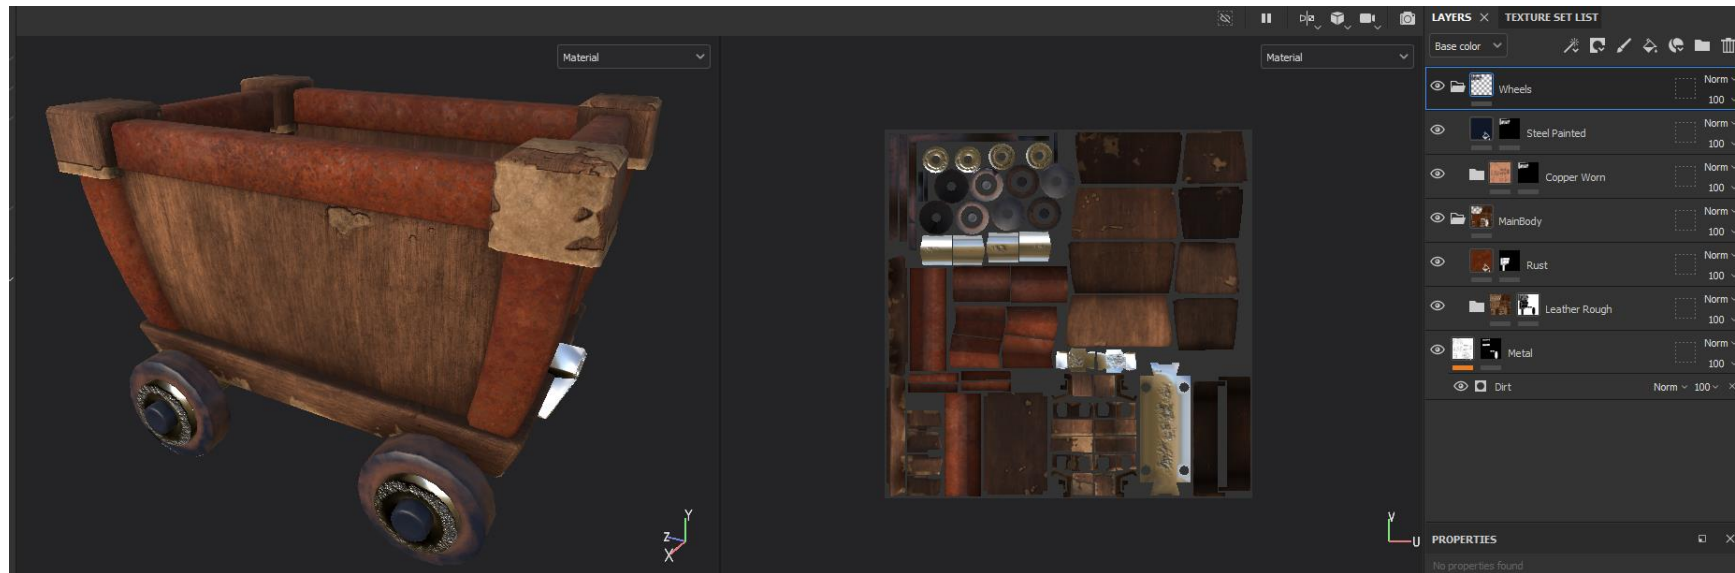 LAYERS × TEXTURE SET LIST
Material
Material
Base color
Wheels
Norm
100
Steel Painted
Norm
100
Copper Worn
Norm
100
MainBody
Norm
100
Rust
Norm
100
Leather Rough
Norm
100
Metal
Norm
100
Dirt
Norm 100 ×
Y
Z
X
V
U
PROPERTIES ×
No properties found